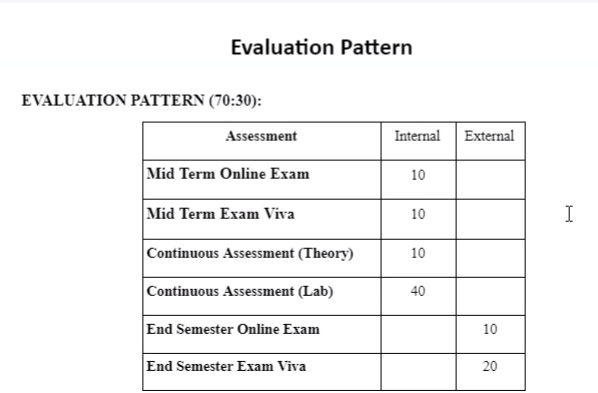 Evaluation Pattern
EVALUATION PATTERN (70:30):
Assessment Internal External
Mid Term Online Exam 10
Mid Term Exam Viva 10
Continuous Assessment (Theory) 10
Continuous Assessment (Lab) 40
End Semester Online Exam 10
End Semester Exam Viva 20